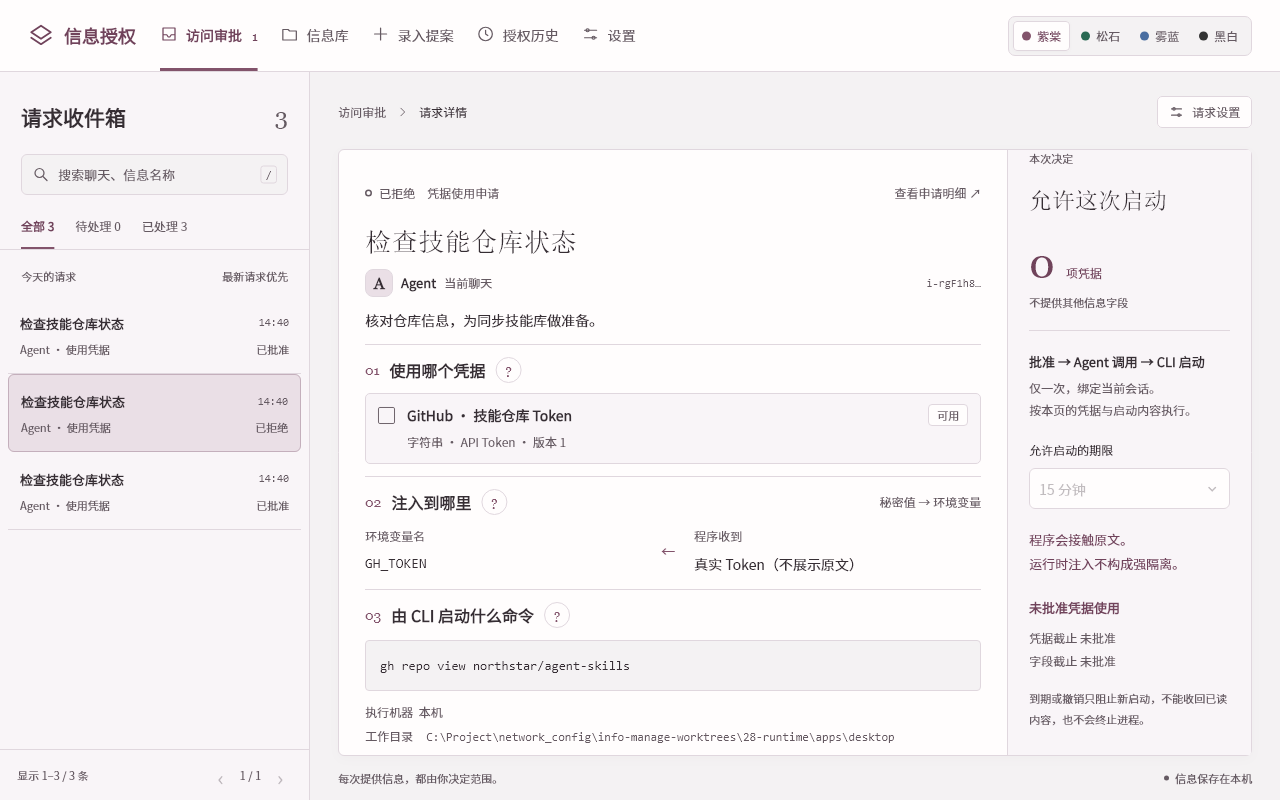 信息授权
访问审批 1
信息库
录入提案
授权历史
设置
紫棠
松石
雾蓝
黑白
请求收件箱
3
搜索聊天、信息名称
/
全部 3
待处理 0
已处理 3
今天的请求
最新请求优先
检查技能仓库状态
14:40
Agent · 使用凭据
已批准
检查技能仓库状态
14:40
Agent · 使用凭据
已拒绝
检查技能仓库状态
14:40
Agent · 使用凭据
已批准
显示 1–3 / 3 条
‹
1 / 1
›
访问审批
请求详情
请求设置
已拒绝
凭据使用申请
查看申请明细 ↗
检查技能仓库状态
A
Agent 当前聊天
i-rgF1h8…
核对仓库信息，为同步技能库做准备。
01 使用哪个凭据 ?
GitHub · 技能仓库 Token
可用
字符串 · API Token · 版本 1
02 注入到哪里 ?
秘密值 → 环境变量
环境变量名
程序收到
GH_TOKEN
←
真实 Token（不展示原文）
03 由 CLI 启动什么命令 ?
gh repo view northstar/agent-skills
执行机器 本机
工作目录 C:\Project\network_config\info-manage-worktrees\28-runtime\apps\desktop
本次决定
允许这次启动
0 项凭据
不提供其他信息字段
批准 → Agent 调用 → CLI 启动
仅一次，绑定当前会话。
按本页的凭据与启动内容执行。
允许启动的期限
15 分钟
程序会接触原文。
运行时注入不构成强隔离。
未批准凭据使用
凭据截止 未批准
字段截止 未批准
到期或撤销只阻止新启动，不能收回已读
内容，也不会终止进程。
每次提供信息，都由你决定范围。
信息保存在本机